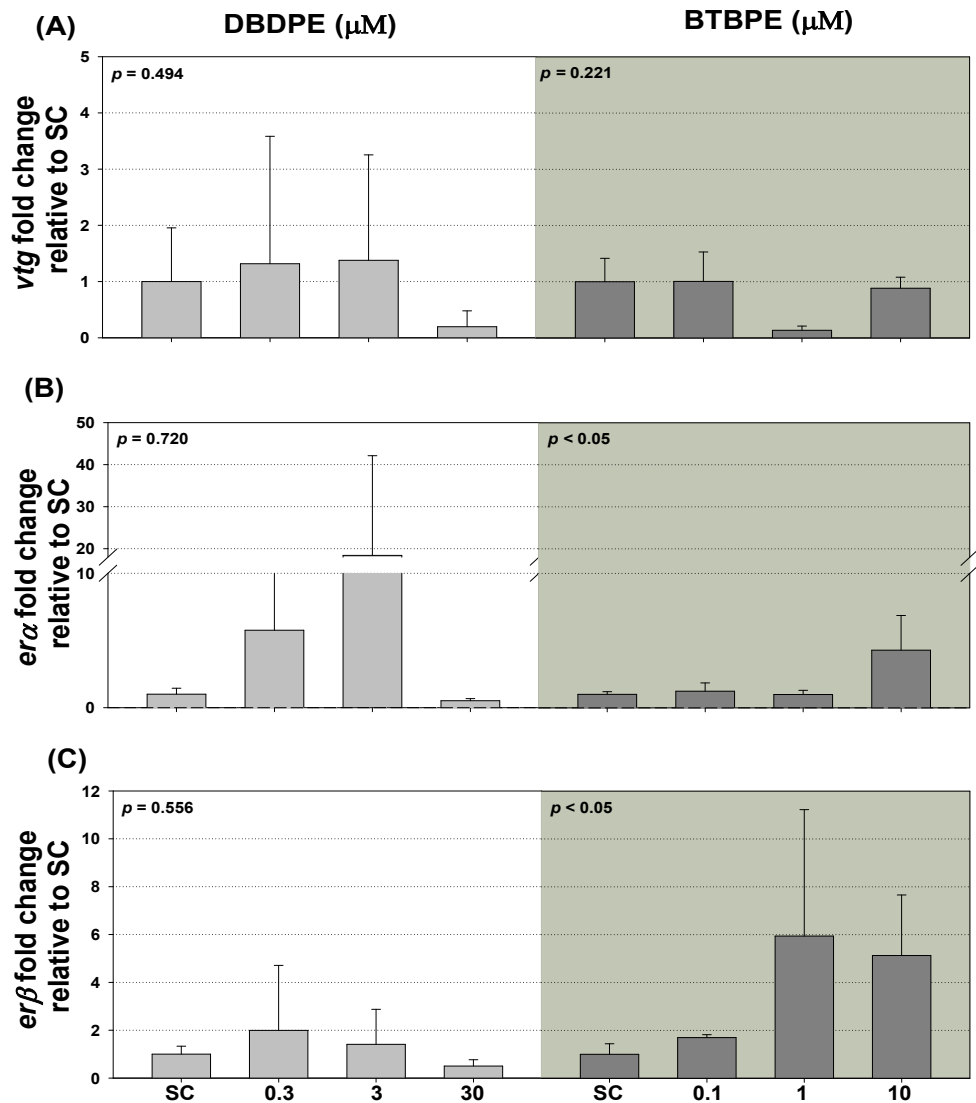 DBDPE (μM) BTBPE (μM)
(A)
vtg fold change
relative to SC
5
4
3
2
1
0
p = 0.494
p = 0.221
(B)
erα fold change
relative to SC
50
40
30
20
10
0
p = 0.720
p < 0.05
(C)
erβ fold change
relative to SC
12
10
8
6
4
2
0
p = 0.556
p < 0.05
SC 0.3 3 30 SC 0.1 1 10